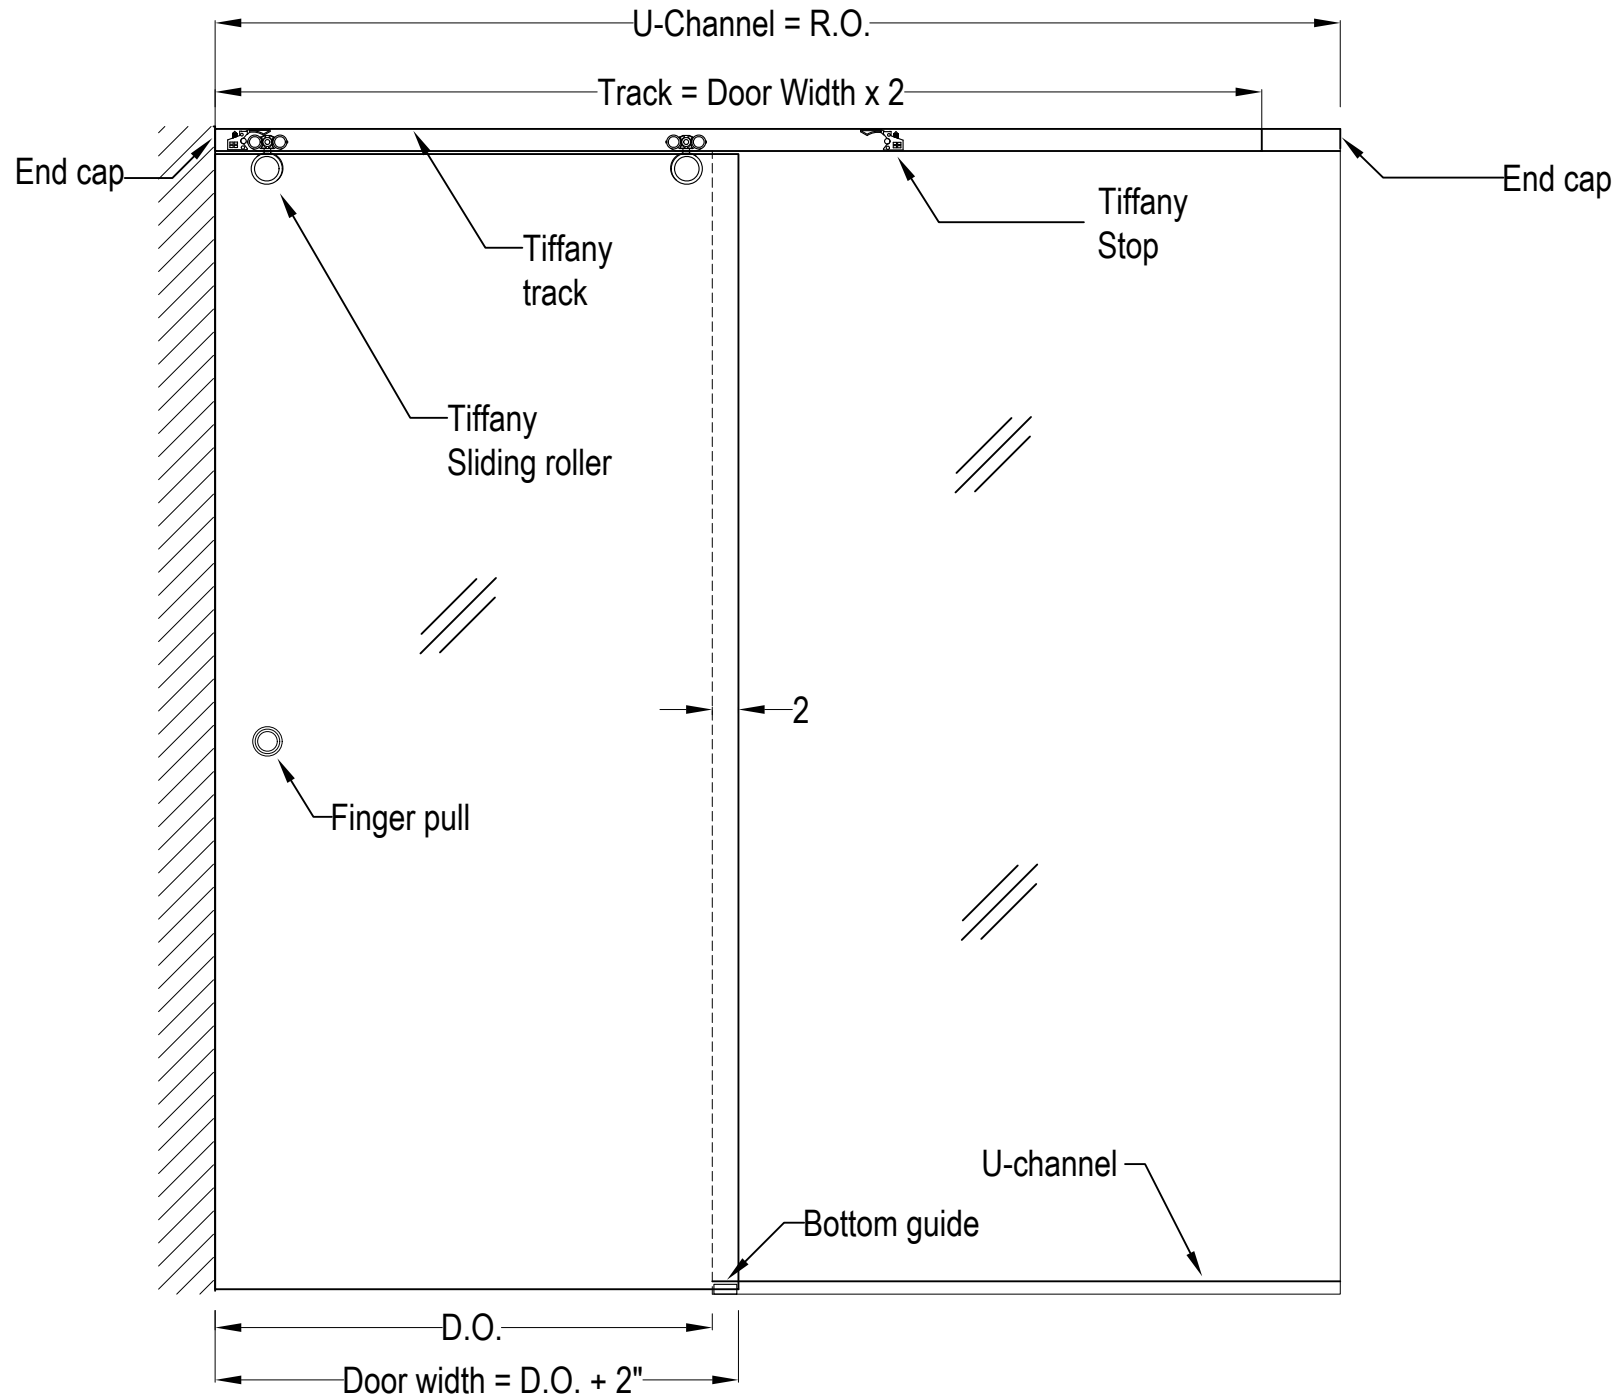 U-Channel = R.O.
Track = Door Width x 2
End cap
End cap
Tiffany
Stop
Tiffany
track
Tiffany
Sliding roller
2
Finger pull
U-channel
Bottom guide
D.O.
Door width = D.O. + 2"